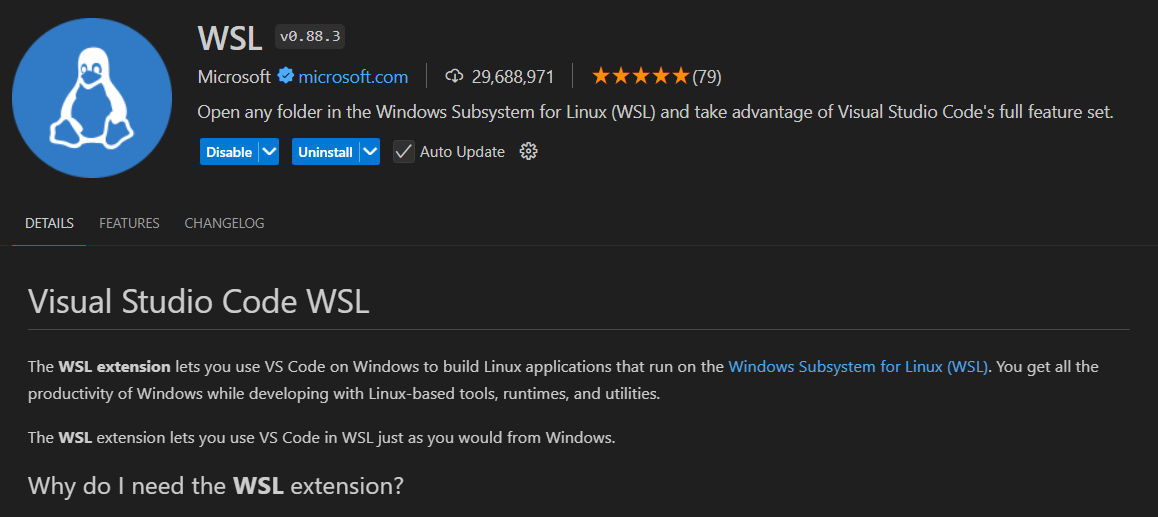 WSL v0.88.3
Microsoft microsoft.com 29,688,971 (79)
Open any folder in the Windows Subsystem for Linux (WSL) and take advantage of Visual Studio Code's full feature set.
Disable Uninstall Auto Update
DETAILS FEATURES CHANGELOG
Visual Studio Code WSL
The WSL extension lets you use VS Code on Windows to build Linux applications that run on the Windows Subsystem for Linux (WSL). You get all the
productivity of Windows while developing with Linux-based tools, runtimes, and utilities.
The WSL extension lets you use VS Code in WSL just as you would from Windows.
Why do I need the WSL extension?